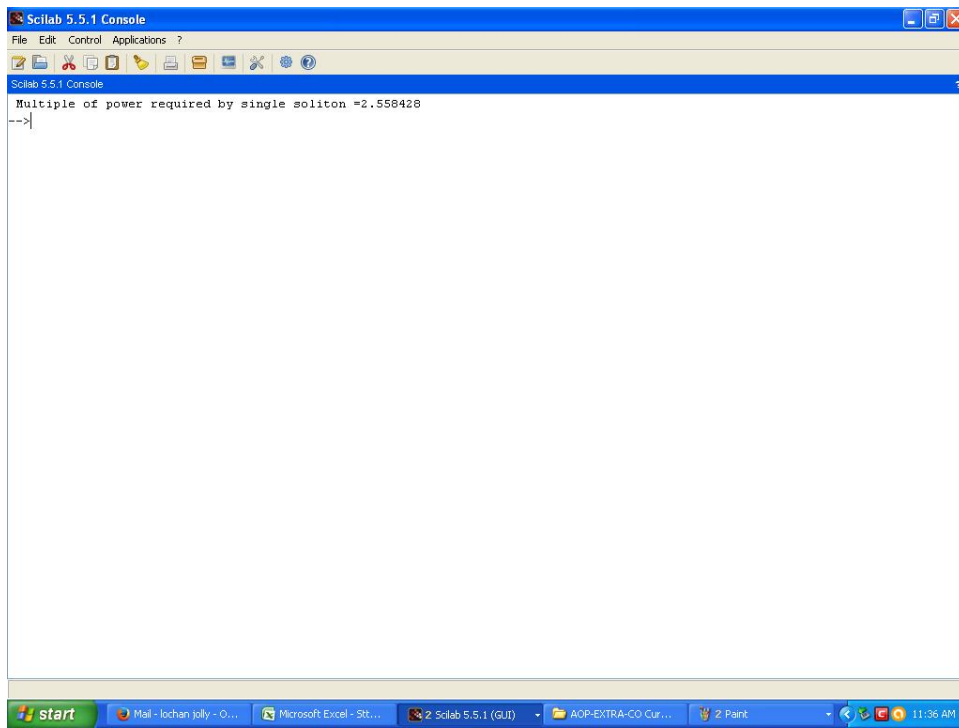 Scilab 5.5.1 Console
File Edit Control Applications ?
Scilab 5.5.1 Console ?
Multiple of power required by single soliton =2.558428
-->
start Mail - lochan jolly - O... Microsoft Excel - Stt... 2 Scilab 5.5.1 (GUI) AOP-EXTRA-CO Cur... 2 Paint 11:36 AM